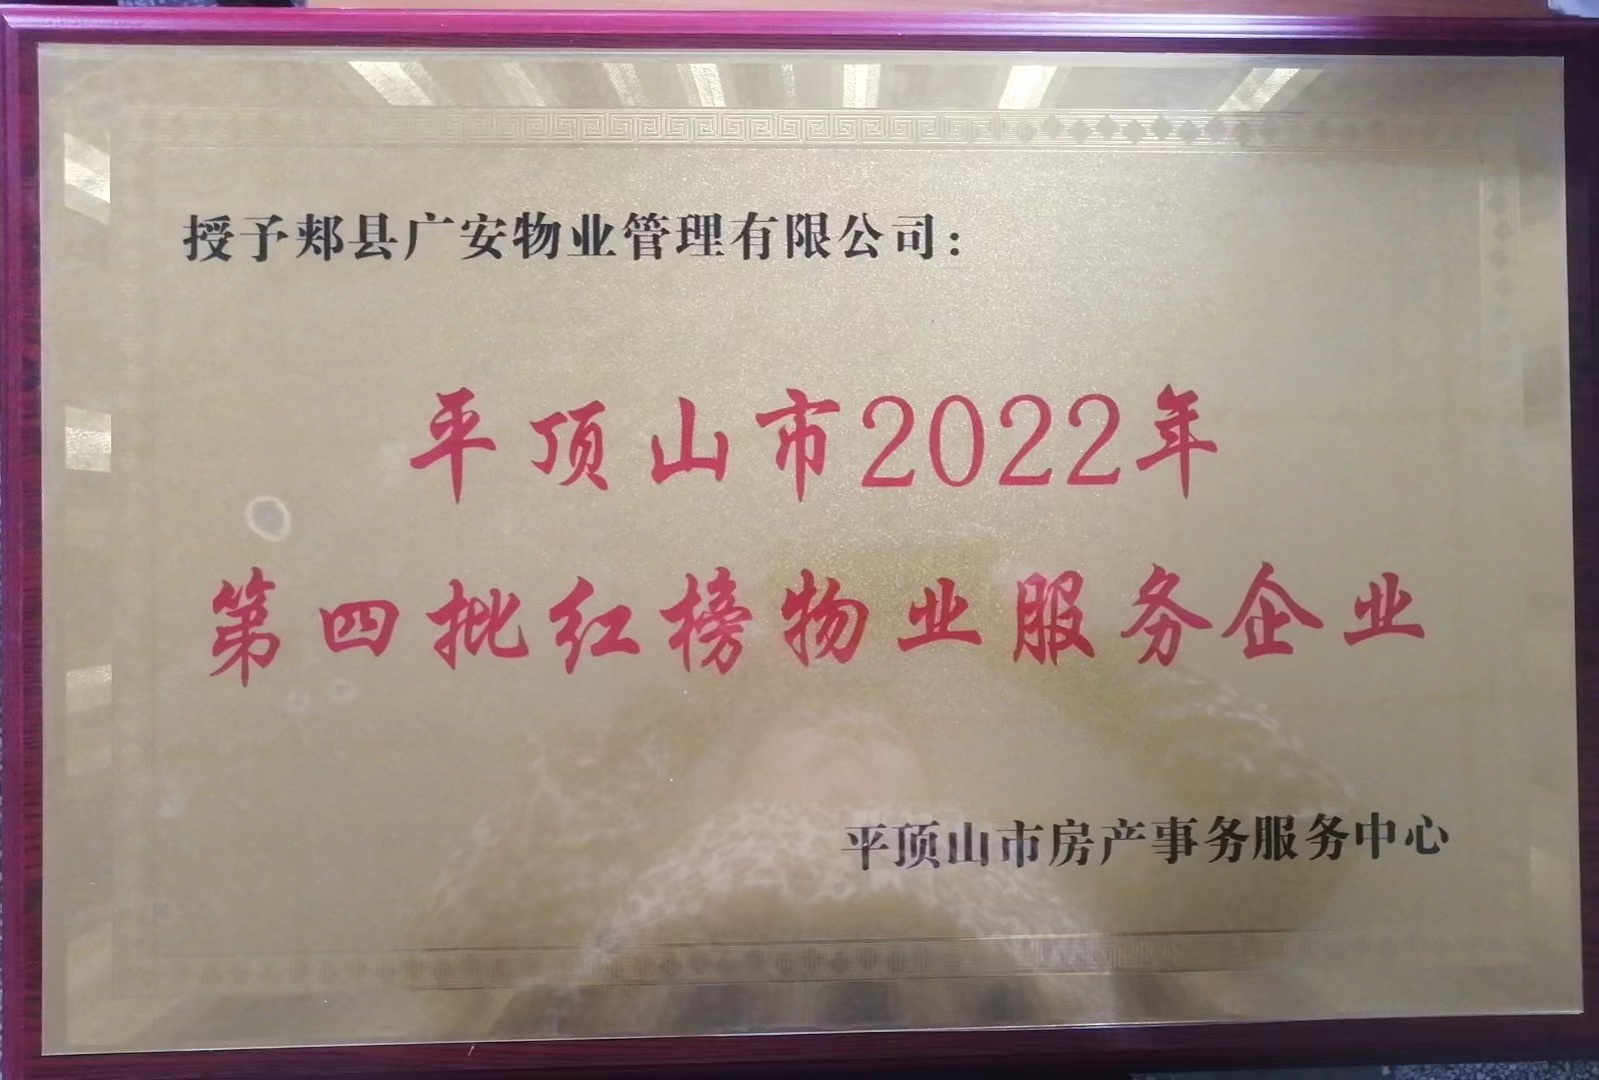 授予郏县广安物业管理有限公司：
平顶山市2022年
第四批红榜物业服务企业
平顶山市房产事务服务中心